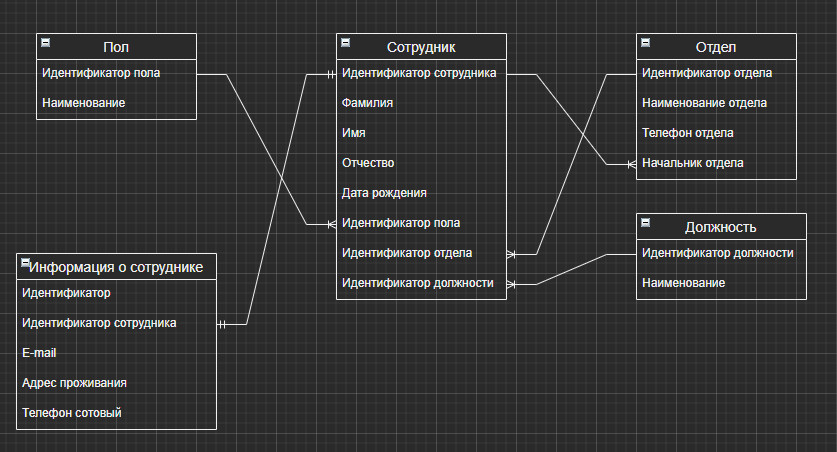 Пол
Идентификатор пола
Наименование
Сотрудник
Идентификатор сотрудника
Фамилия
Имя
Отчество
Дата рождения
Идентификатор пола
Идентификатор отдела
Идентификатор должности
Отдел
Идентификатор отдела
Наименование отдела
Телефон отдела
Начальник отдела
Должность
Идентификатор должности
Наименование
Информация о сотруднике
Идентификатор
Идентификатор сотрудника
E-mail
Адрес проживания
Телефон сотовый